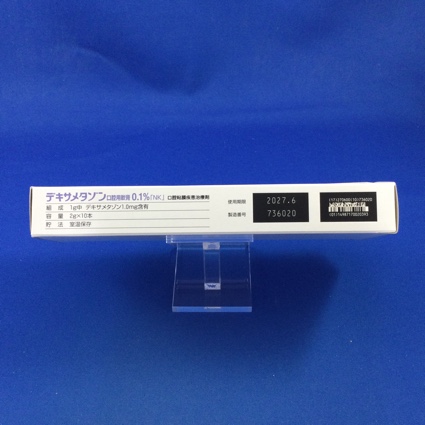 デキサメタゾン口腔用軟膏0.1%「NK」 口腔粘膜疾患治療剤
組 成 1g中 デキサメタゾン1.0mg含有
容 量 2g×10本
貯 法 室温保存
使用期限 2027.6
製造番号 736020